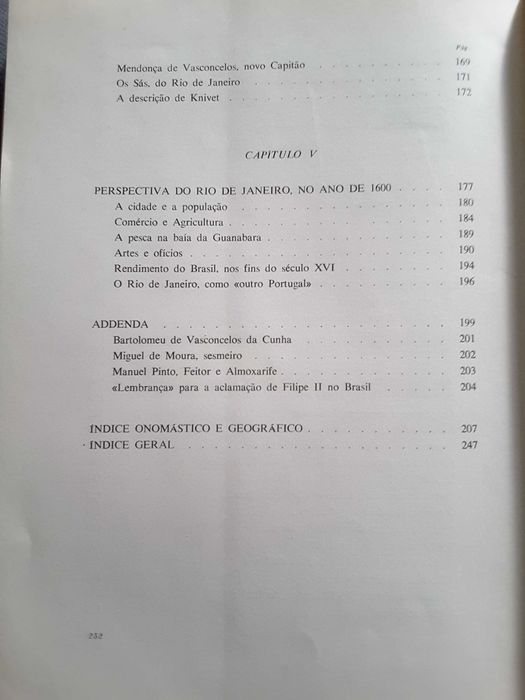 Pág
Mendonça de Vasconcelos, novo Capitão . . . . . . . . . 169
Os Sás, do Rio de Janeiro . . . . . . . . . . . . 171
A descrição de Knivet . . . . . . . . . . . . . 172
CAPITULO V
PERSPECTIVA DO RIO DE JANEIRO, NO ANO DE 1600 . . . . 177
A cidade e a população . . . . . . . . . . . . 180
Comércio e Agricultura . . . . . . . . . . . . . 184
A pesca na baía da Guanabara . . . . . . . . . . . 189
Artes e ofícios . . . . . . . . . . . . . . . 190
Rendimento do Brasil, nos fins do século XVI . . . . . . 194
O Rio de Janeiro, como «outro Portugal» . . . . . . . . 196
ADDENDA . . . . . . . . . . . . . . . . 199
Bartolomeu de Vasconcelos da Cunha . . . . . . . . 201
Miguel de Moura, sesmeiro . . . . . . . . . . . 202
Manuel Pinto, Feitor e Almoxarife . . . . . . . . . . 203
«Lembrança» para a aclamação de Filipe II no Brasil . . . . 204
ÍNDICE ONOMÁSTICO E GEOGRÁFICO . . . . . . . . 207
ÍNDICE GERAL . . . . . . . . . . . . . . . 247
252